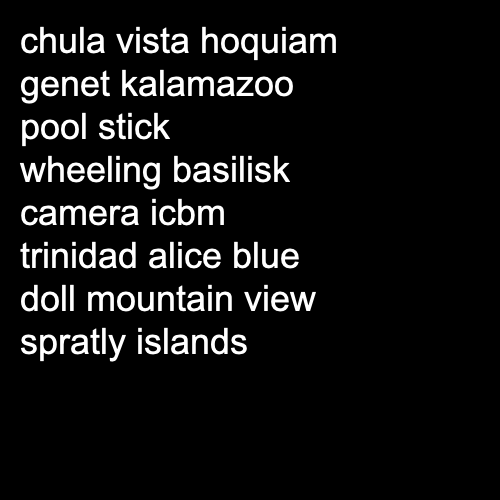 chula vista hoquiam
genet kalamazoo
pool stick
wheeling basilisk
camera icbm
trinidad alice blue
doll mountain view
spratly islands